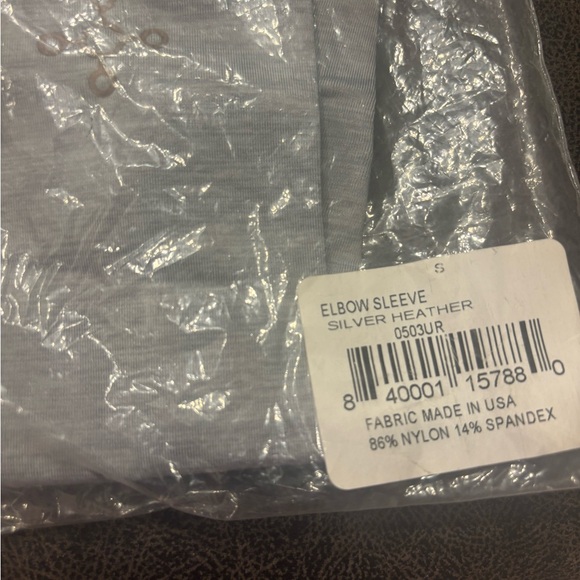 S
ELBOW SLEEVE
SILVER HEATHER
0503UR
8 40001 15788 0
FABRIC MADE IN USA
86% NYLON 14% SPANDEX